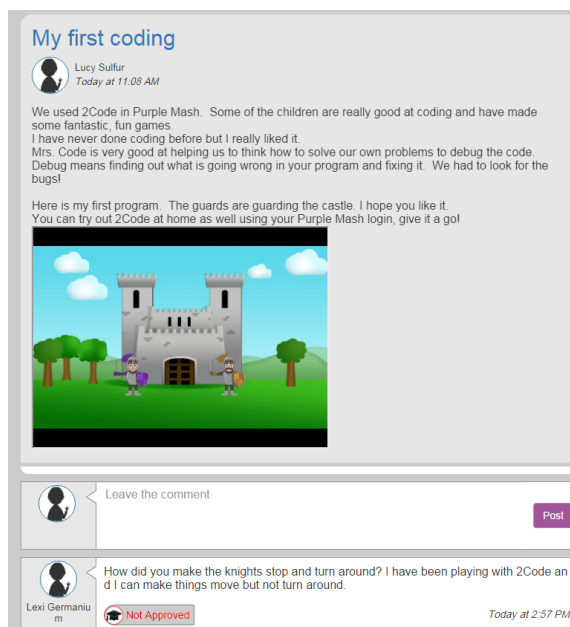 My first coding
Lucy Sulfur
Today at 11:08 AM
We used 2Code in Purple Mash.  Some of the children are really good at coding and have made
some fantastic, fun games.
I have never done coding before but I really liked it.
Mrs. Code is very good at helping us to think how to solve our own problems to debug the code.
Debug means finding out what is going wrong in your program and fixing it.  We had to look for the
bugs!
Here is my first program.  The guards are guarding the castle. I hope you like it.
You can try out 2Code at home as well using your Purple Mash login, give it a go!
Leave the comment
Post
How did you make the knights stop and turn around? I have been playing with 2Code an
d I can make things move but not turn around.
Lexi Germaniu
m
Not Approved
Today at 2:57 PM